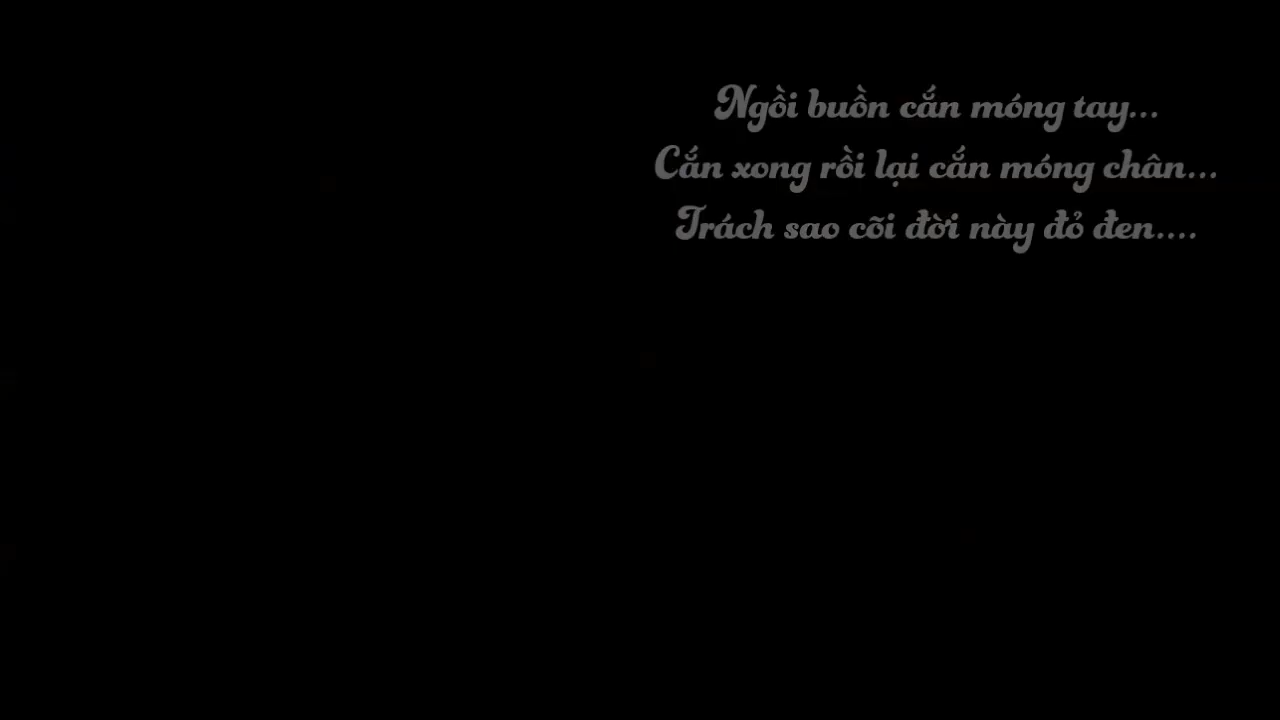 Ngồi buồn cắn móng tay...
Cắn xong rồi lại cắn móng chân...
Trách sao cõi đời này đỏ đen....